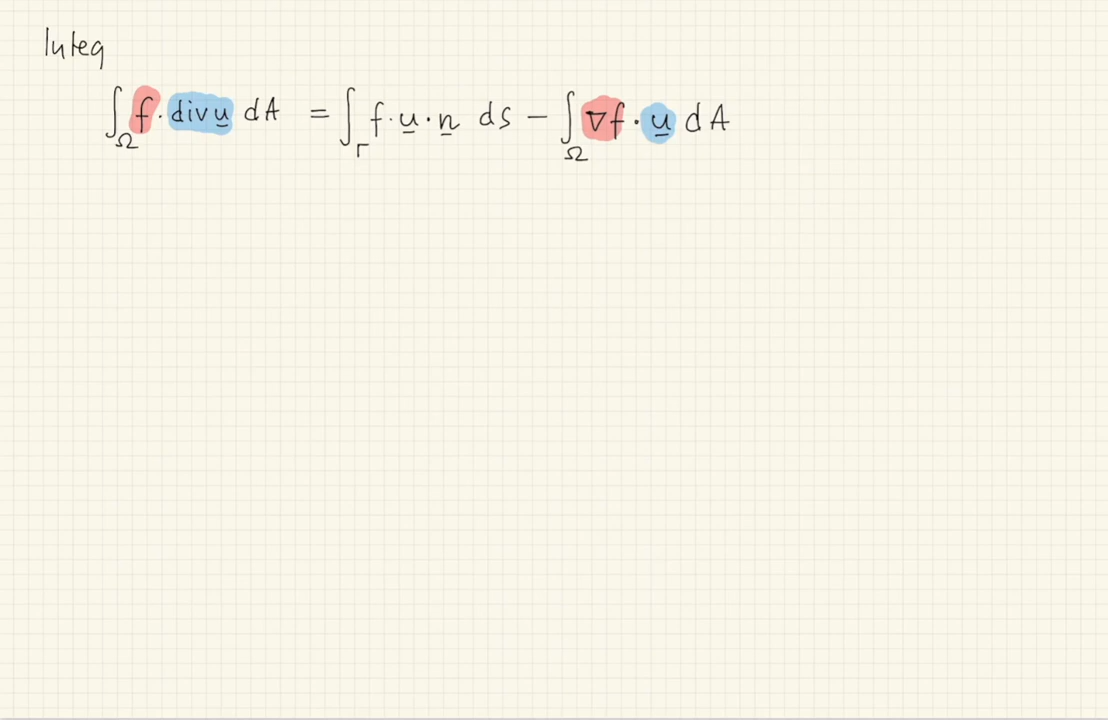 Integ
∫_Ω f · div u̲ dA = ∫_Γ f · u̲ · n̲ ds − ∫_Ω ∇f · u̲ dA